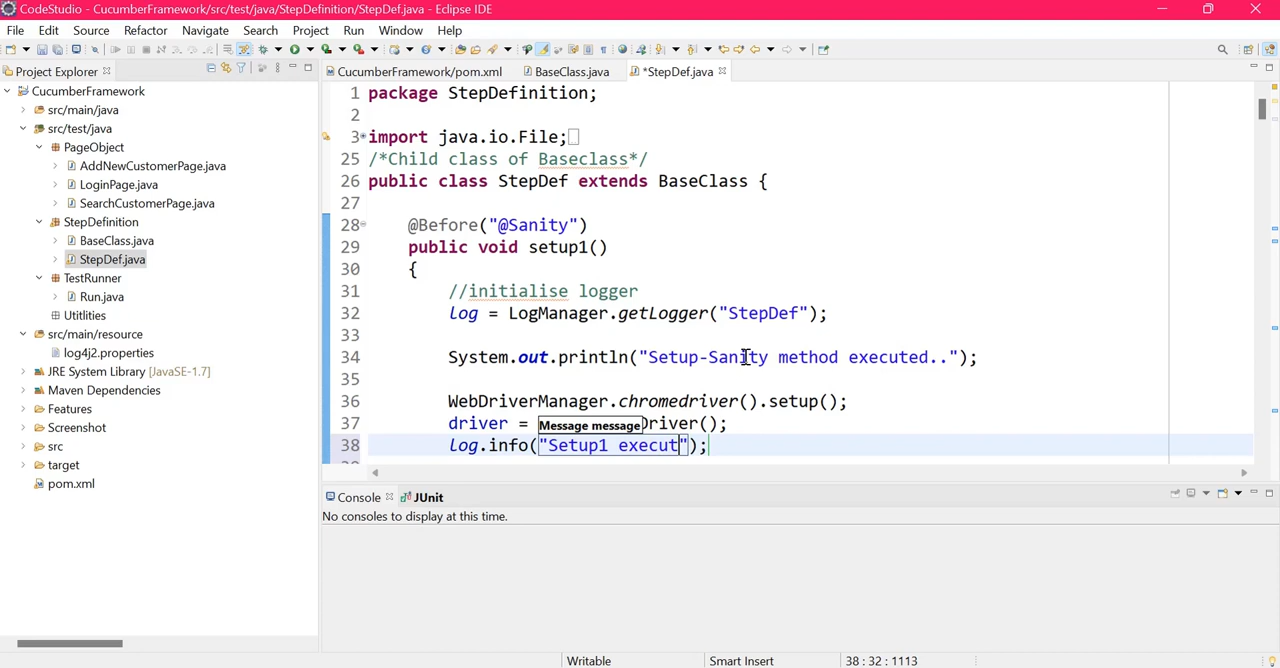 CodeStudio - CucumberFramework/src/test/java/StepDefinition/StepDef.java - Eclipse IDE
File Edit Source Refactor Navigate Search Project Run Window Help
Project Explorer
CucumberFramework
src/main/java
src/test/java
PageObject
AddNewCustomerPage.java
LoginPage.java
SearchCustomerPage.java
StepDefinition
BaseClass.java
StepDef.java
TestRunner
Run.java
Utitlities
src/main/resource
log4j2.properties
JRE System Library [JavaSE-1.7]
Maven Dependencies
Features
Screenshot
src
target
pom.xml
CucumberFramework/pom.xml BaseClass.java *StepDef.java
1 package StepDefinition;
2
3 import java.io.File;
25 /*Child class of Baseclass*/
26 public class StepDef extends BaseClass {
27
28 @Before("@Sanity")
29 public void setup1()
30 {
31 //initialise logger
32 log = LogManager.getLogger("StepDef");
33
34 System.out.println("Setup-Sanity method executed..");
35
36 WebDriverManager.chromedriver().setup();
37 driver = Driver();
Message message
38 log.info("Setup1 execut");
Console JUnit
No consoles to display at this time.
Writable Smart Insert 38 : 32 : 1113